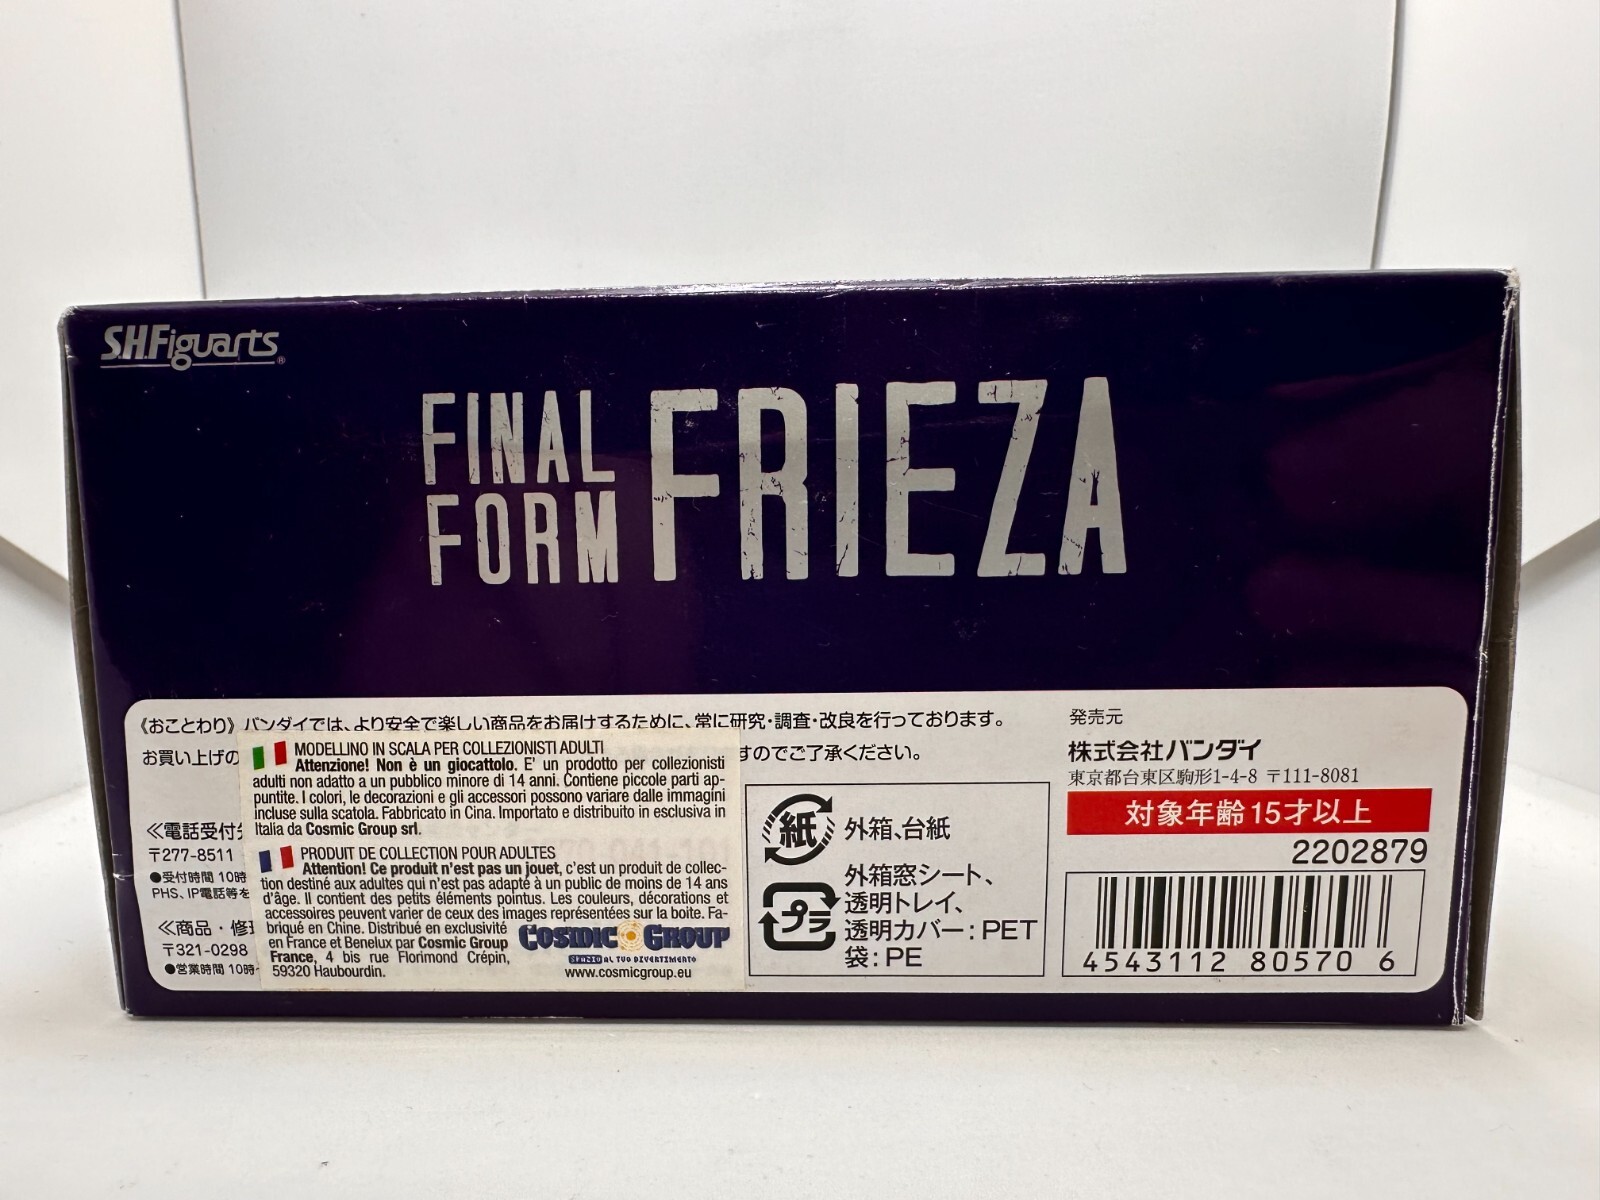 S.H.Figuarts®
FINAL
FORM
FRIEZA
《おことわり》バンダイでは、より安全で楽しい商品をお届けするために、常に研究・調査・改良を行っております。
お買い上げの
すのでご了承ください。
≪電話受付
〒277-8511
●受付時間 10時
PHS、IP電話等を
≪商品・修
〒321-0298
●営業時間 10時-
MODELLINO IN SCALA PER COLLEZIONISTI ADULTI
Attenzione! Non è un giocattolo. E' un prodotto per collezionisti
adulti non adatto a un pubblico minore di 14 anni. Contiene piccole parti ap-
puntite. I colori, le decorazioni e gli accessori possono variare dalle immagini
incluse sulla scatola. Fabbricato in Cina. Importato e distribuito in esclusiva in
Italia da Cosmic Group srl.
PRODUIT DE COLLECTION POUR ADULTES
Attention! Ce produit n'est pas un jouet, c'est un produit de collec-
tion destiné aux adultes qui n'est pas adapté à un public de moins de 14 ans
d'âge. Il contient des petits éléments pointus. Les couleurs, décorations et
accessoires peuvent varier de ceux des images représentées sur la boite. Fa-
briqué en Chine. Distribué en exclusivité
en France et Benelux par Cosmic Group
France, 4 bis rue Florimond Crépin,
59320 Haubourdin.
COSMIC GROUP
SPAZIO AL TUO DIVERTIMENTO
www.cosmicgroup.eu
紙
外箱、台紙
プラ
外箱窓シート、
透明トレイ、
透明カバー：PET
袋：PE
発売元
株式会社バンダイ
東京都台東区駒形1-4-8 〒111-8081
対象年齢15才以上
2202879
4543112 80570 6